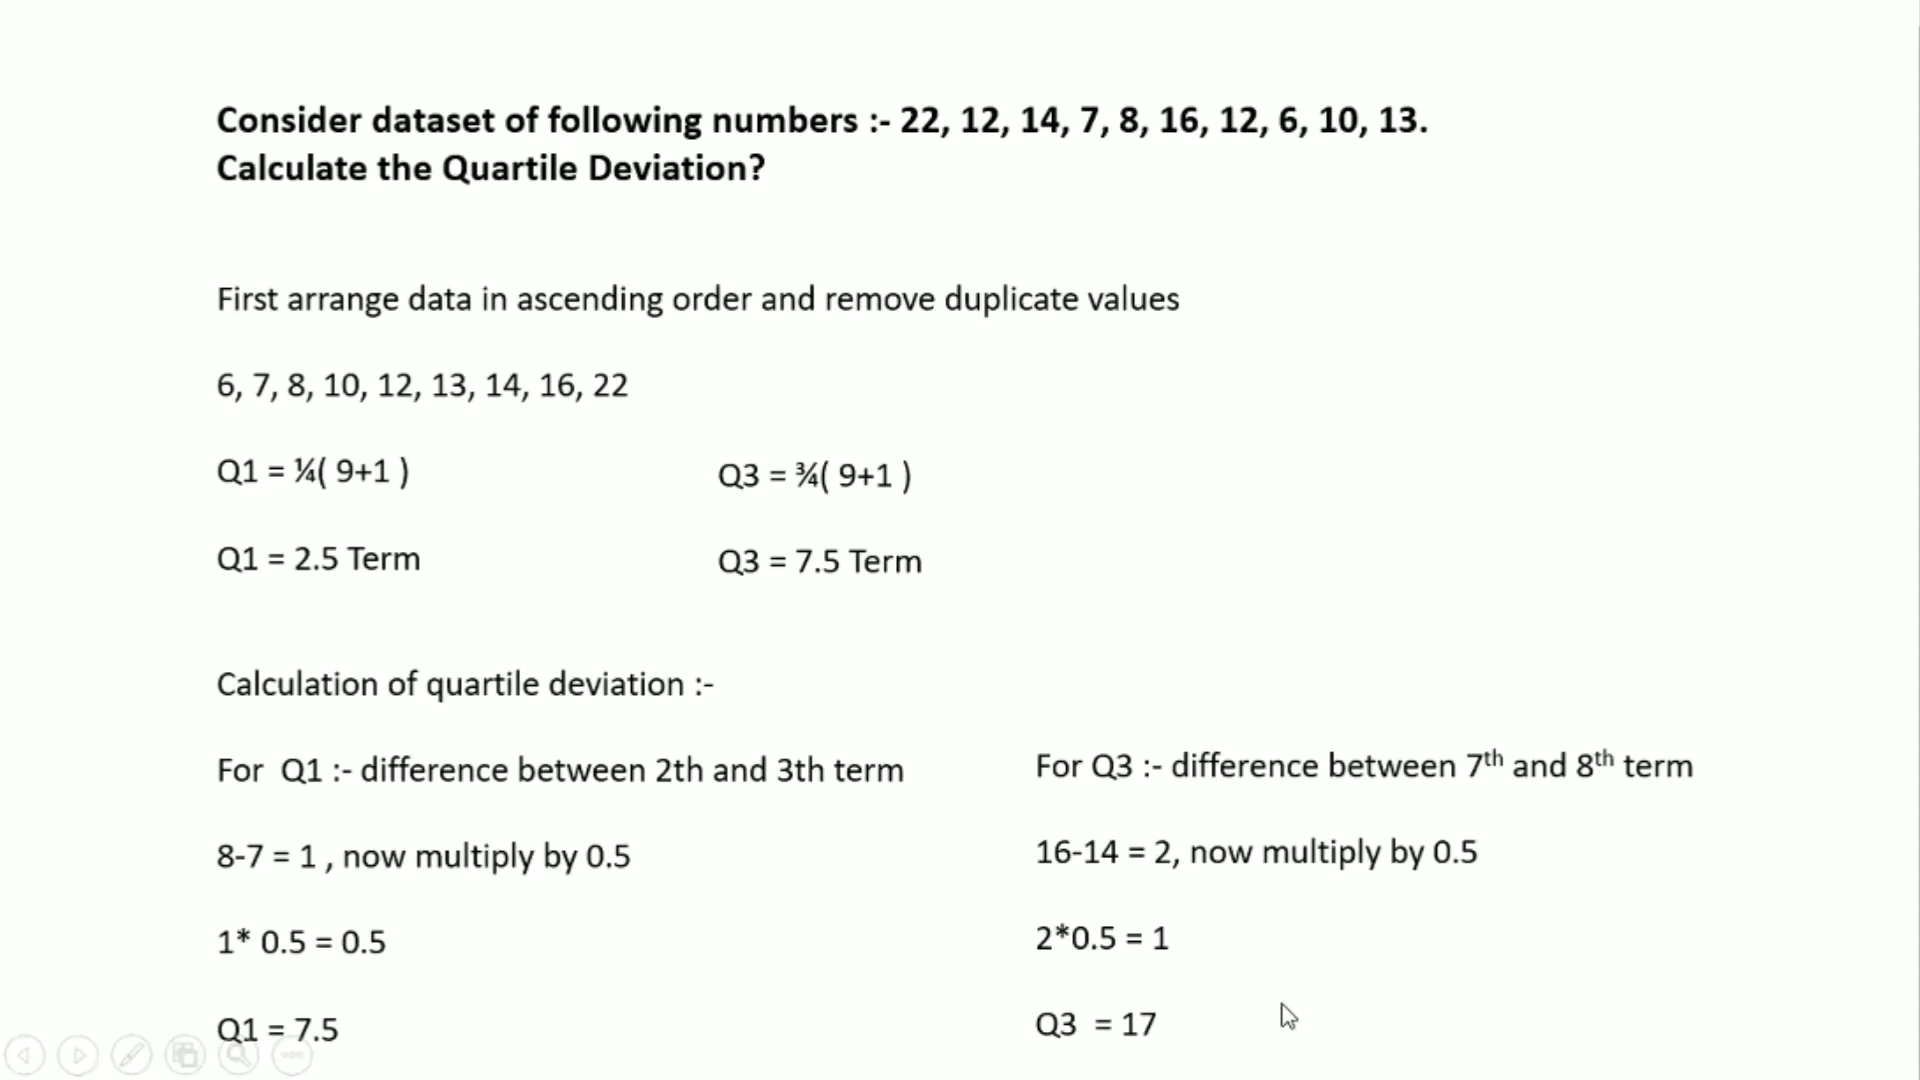 Consider dataset of following numbers :- 22, 12, 14, 7, 8, 16, 12, 6, 10, 13.
Calculate the Quartile Deviation?
First arrange data in ascending order and remove duplicate values
6, 7, 8, 10, 12, 13, 14, 16, 22
Q1 = ¼( 9+1 )
Q3 = ¾( 9+1 )
Q1 = 2.5 Term
Q3 = 7.5 Term
Calculation of quartile deviation :-
For  Q1 :- difference between 2th and 3th term
8-7 = 1 , now multiply by 0.5
1* 0.5 = 0.5
Q1 = 7.5
For Q3 :- difference between 7th and 8th term
16-14 = 2, now multiply by 0.5
2*0.5 = 1
Q3  = 17